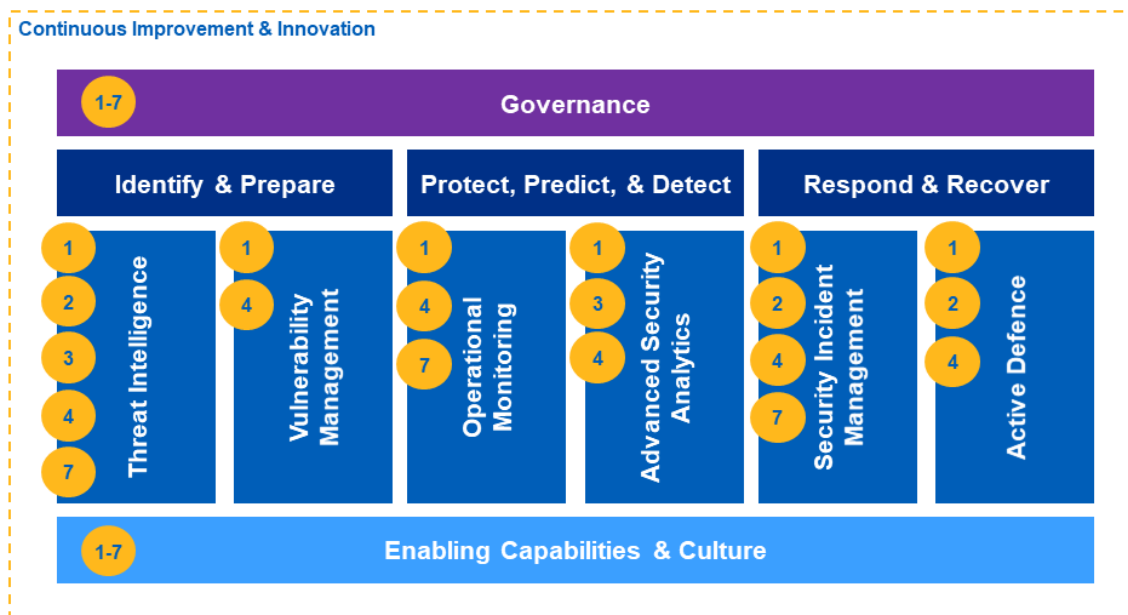 Continuous Improvement & Innovation
1-7
Governance
Identify & Prepare
Protect, Predict, & Detect
Respond & Recover
1
2
3
4
7
Threat Intelligence
1
4
Vulnerability
Management
1
4
7
Operational
Monitoring
1
3
4
Advanced Security
Analytics
1
2
4
7
Security Incident
Management
1
2
4
Active Defence
1-7
Enabling Capabilities & Culture